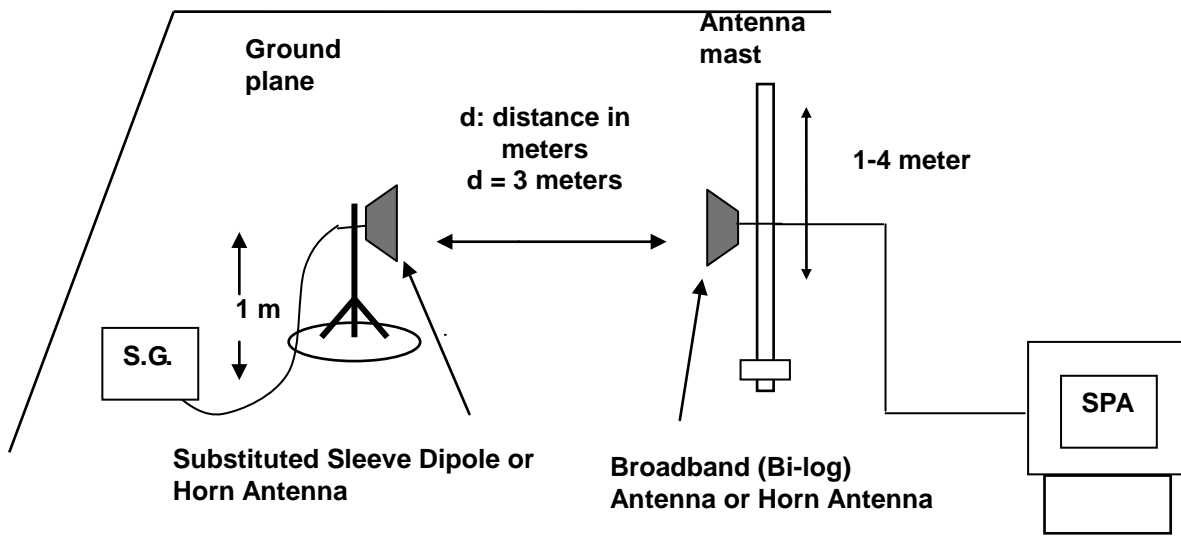 Ground
plane
Antenna
mast
d: distance in
meters
d = 3 meters
1-4 meter
1 m
S.G.
SPA
Substituted Sleeve Dipole or
Horn Antenna
Broadband (Bi-log)
Antenna or Horn Antenna